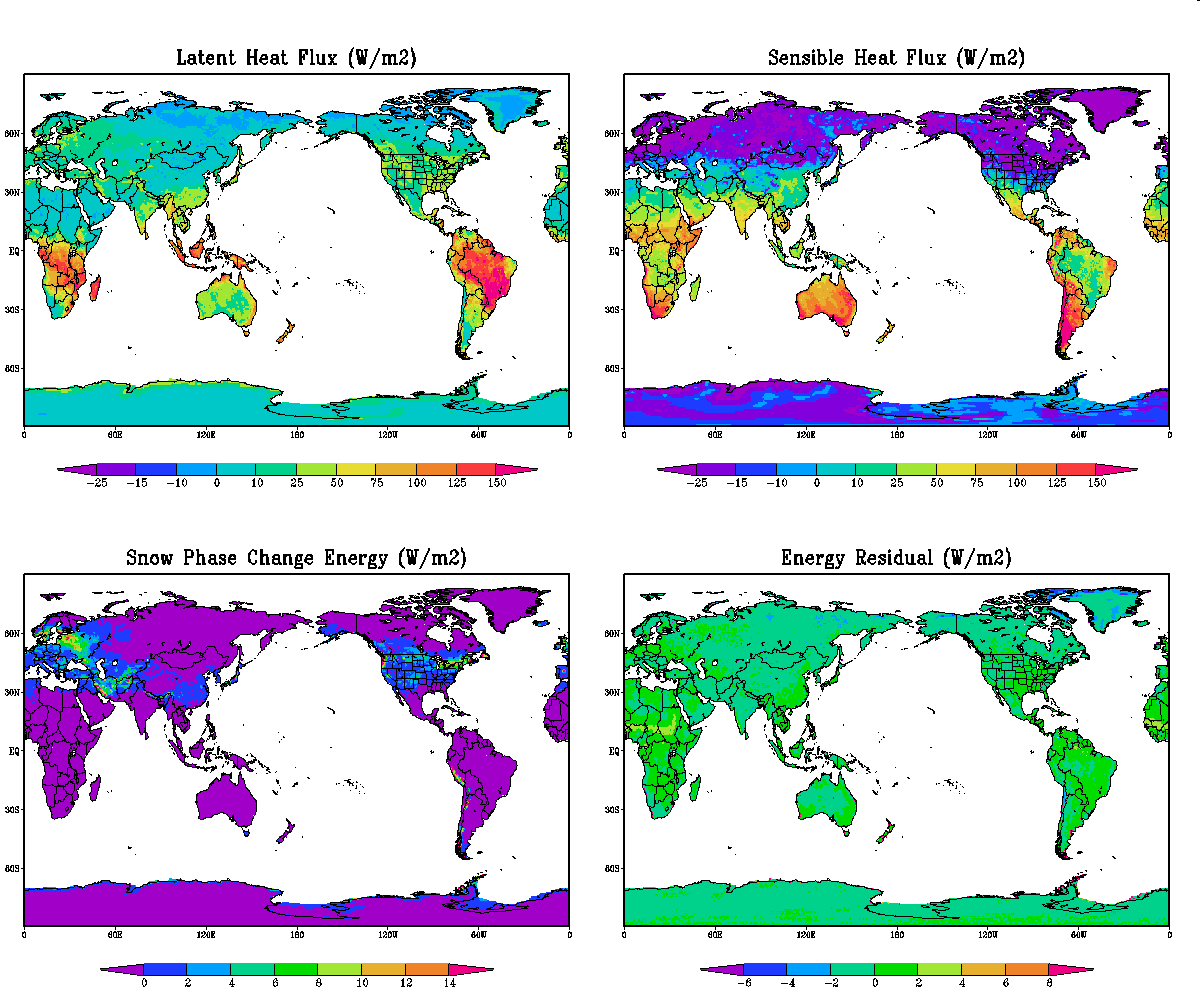 Latent Heat Flux (W/m2)
60N
30N
EQ
30S
60S
0 60E 120E 180 120W 60W 0
-25 -15 -10 0 10 25 50 75 100 125 150
Sensible Heat Flux (W/m2)
60N
30N
EQ
30S
60S
0 60E 120E 180 120W 60W 0
-25 -15 -10 0 10 25 50 75 100 125 150
Snow Phase Change Energy (W/m2)
60N
30N
EQ
30S
60S
0 60E 120E 180 120W 60W 0
0 2 4 6 8 10 12 14
Energy Residual (W/m2)
60N
30N
EQ
30S
60S
0 60E 120E 180 120W 60W 0
-6 -4 -2 0 2 4 6 8